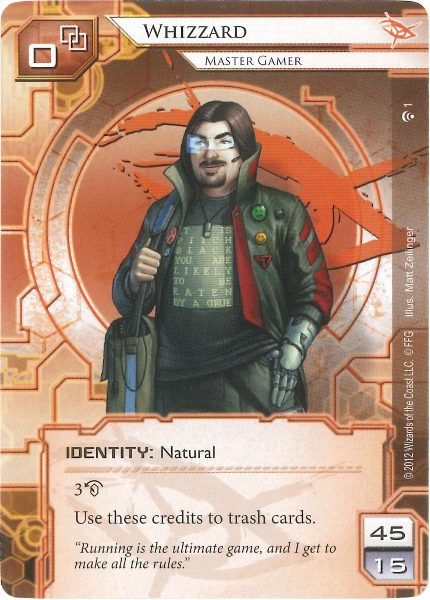 0
WHIZZARD
MASTER GAMER
1
IT IS
PITCH
BLACK
YOU ARE
LIKELY
TO BE
EATEN
BY A GRUE
© 2012 Wizards of the Coast LLC. © FFG Illus. Matt Zeilinger
IDENTITY: Natural
3
Use these credits to trash cards.
“Running is the ultimate game, and I get to
make all the rules.”
45
15